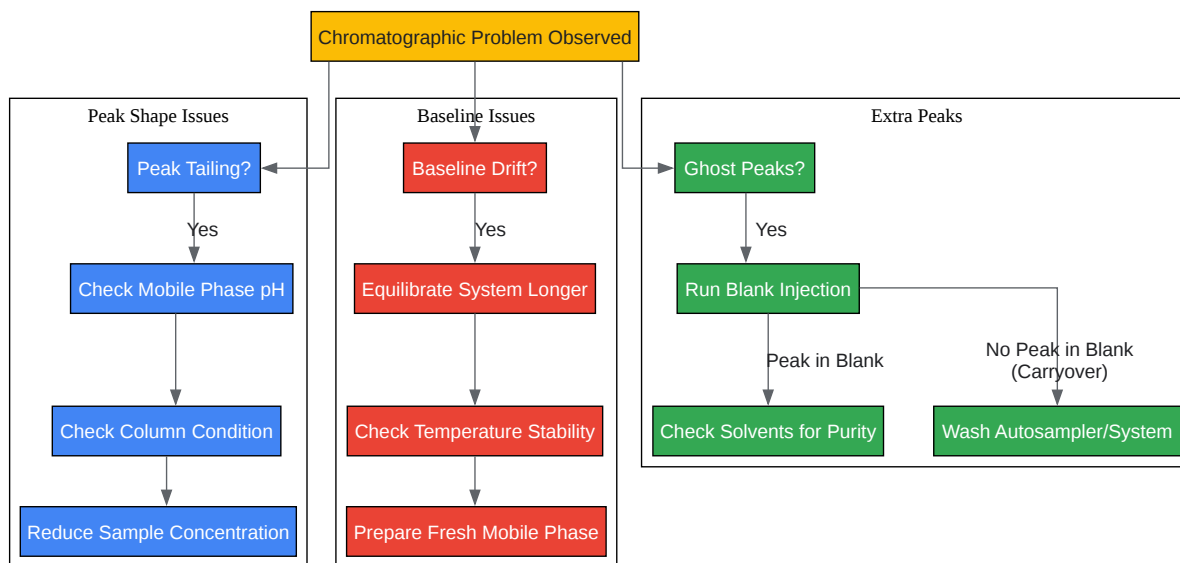 Chromatographic Problem Observed
Peak Shape Issues
Peak Tailing?
Yes
Check Mobile Phase pH
Check Column Condition
Reduce Sample Concentration
Baseline Issues
Baseline Drift?
Yes
Equilibrate System Longer
Check Temperature Stability
Prepare Fresh Mobile Phase
Extra Peaks
Ghost Peaks?
Yes
Run Blank Injection
Peak in Blank
No Peak in Blank
(Carryover)
Check Solvents for Purity
Wash Autosampler/System